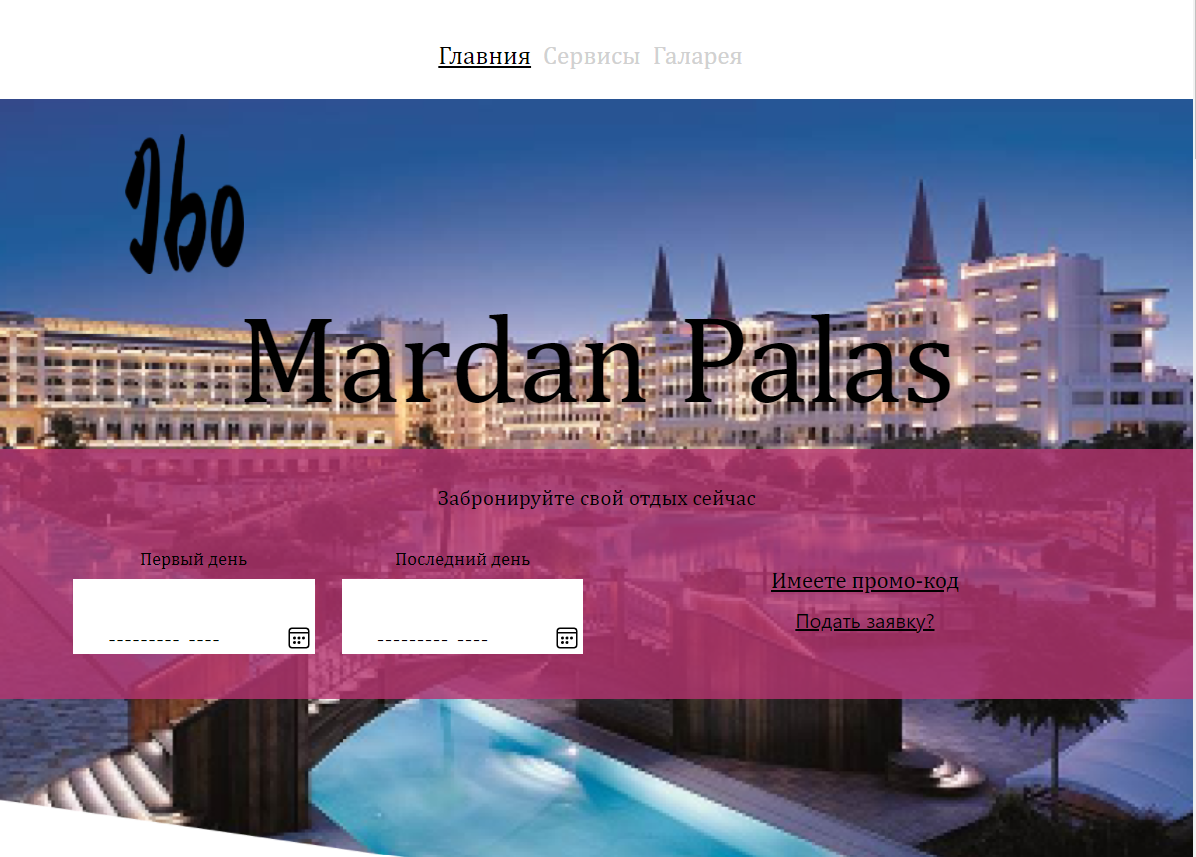 Главния Сервисы Галарея
Ibo
Mardan Palas
Забронируйте свой отдых сейчас
Первый день Последний день
Имеете промо-код
--------- ---- --------- ----
Подать заявку?